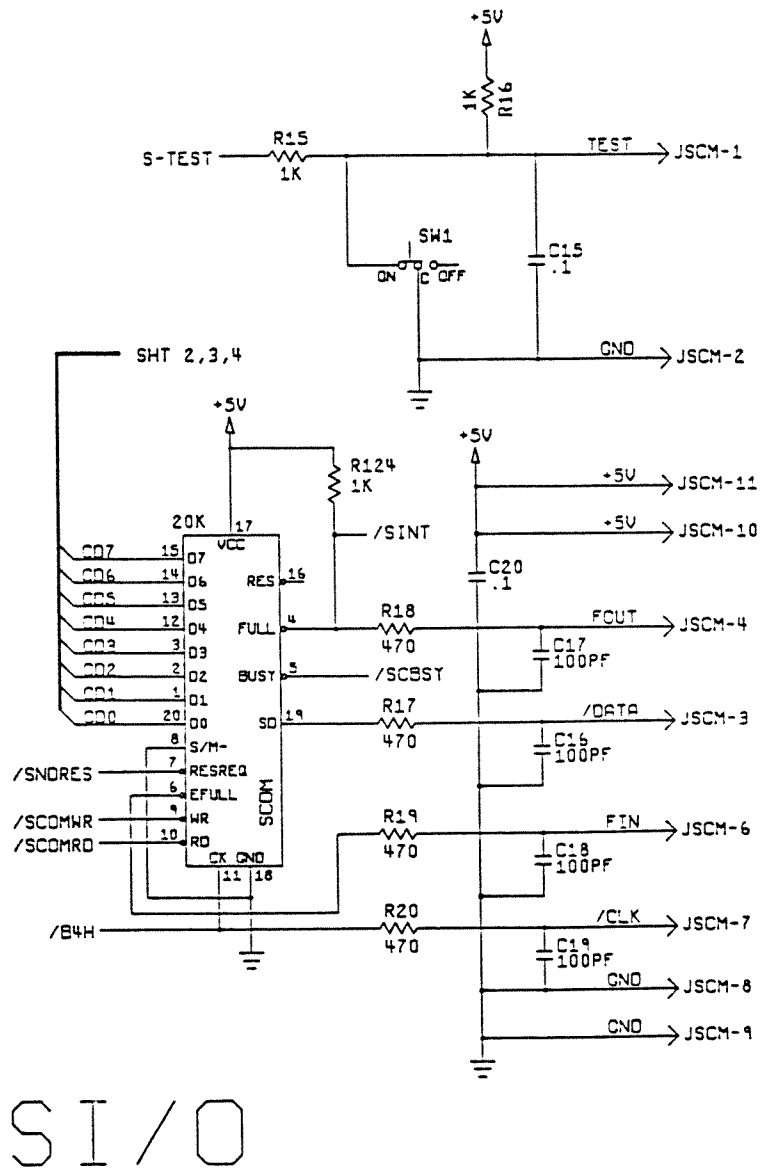 +5V
1K
R16
R15
S-TEST
1K
TEST
JSCM-1
SW1
ON
C
OFF
C15
.1
GND
JSCM-2
SHT 2,3,4
+5V
+5V
R124
1K
+5V
JSCM-11
20K
17
VCC
/SINT
+5V
JSCM-10
CD7
15
D7
CD6
14
D6
RES
16
C20
.1
CD5
13
D5
CD4
12
D4
FULL
4
R18
470
FOUT
JSCM-4
CD3
3
D3
C17
100PF
CD2
2
D2
BUSY
5
/SCBSY
CD1
1
D1
CD0
20
D0
SD
19
R17
470
/DATA
JSCM-3
8
S/M-
C16
100PF
/SNDRES
7
RESREQ
6
EFULL
SCOM
/SCOMWR
9
WR
R19
470
FIN
JSCM-6
/SCOMRD
10
RD
CK
GND
11
18
C18
100PF
/B4H
R20
470
/CLK
JSCM-7
C19
100PF
GND
JSCM-8
GND
JSCM-9
SI/O